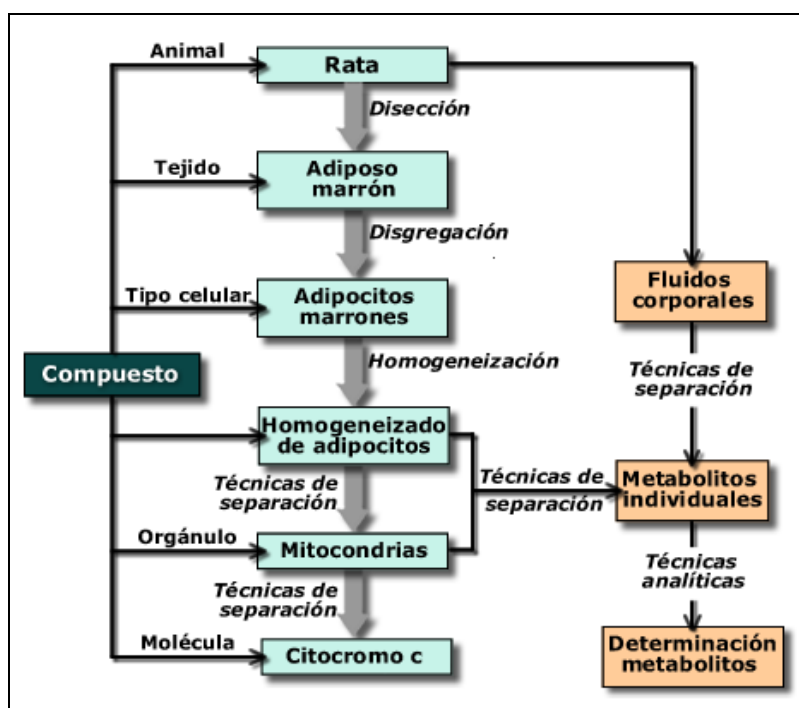 Animal
Rata
Disección
Tejido
Adiposo
marrón
Disgregación
Tipo celular
Adipocitos
marrones
Fluidos
corporales
Homogeneización
Técnicas de
separación
Compuesto
Homogeneizado
de adipocitos
Técnicas de
separación
Técnicas de
separación
Metabolitos
individuales
Orgánulo
Mitocondrias
Técnicas
analíticas
Técnicas de
separación
Molécula
Citocromo c
Determinación
metabolitos